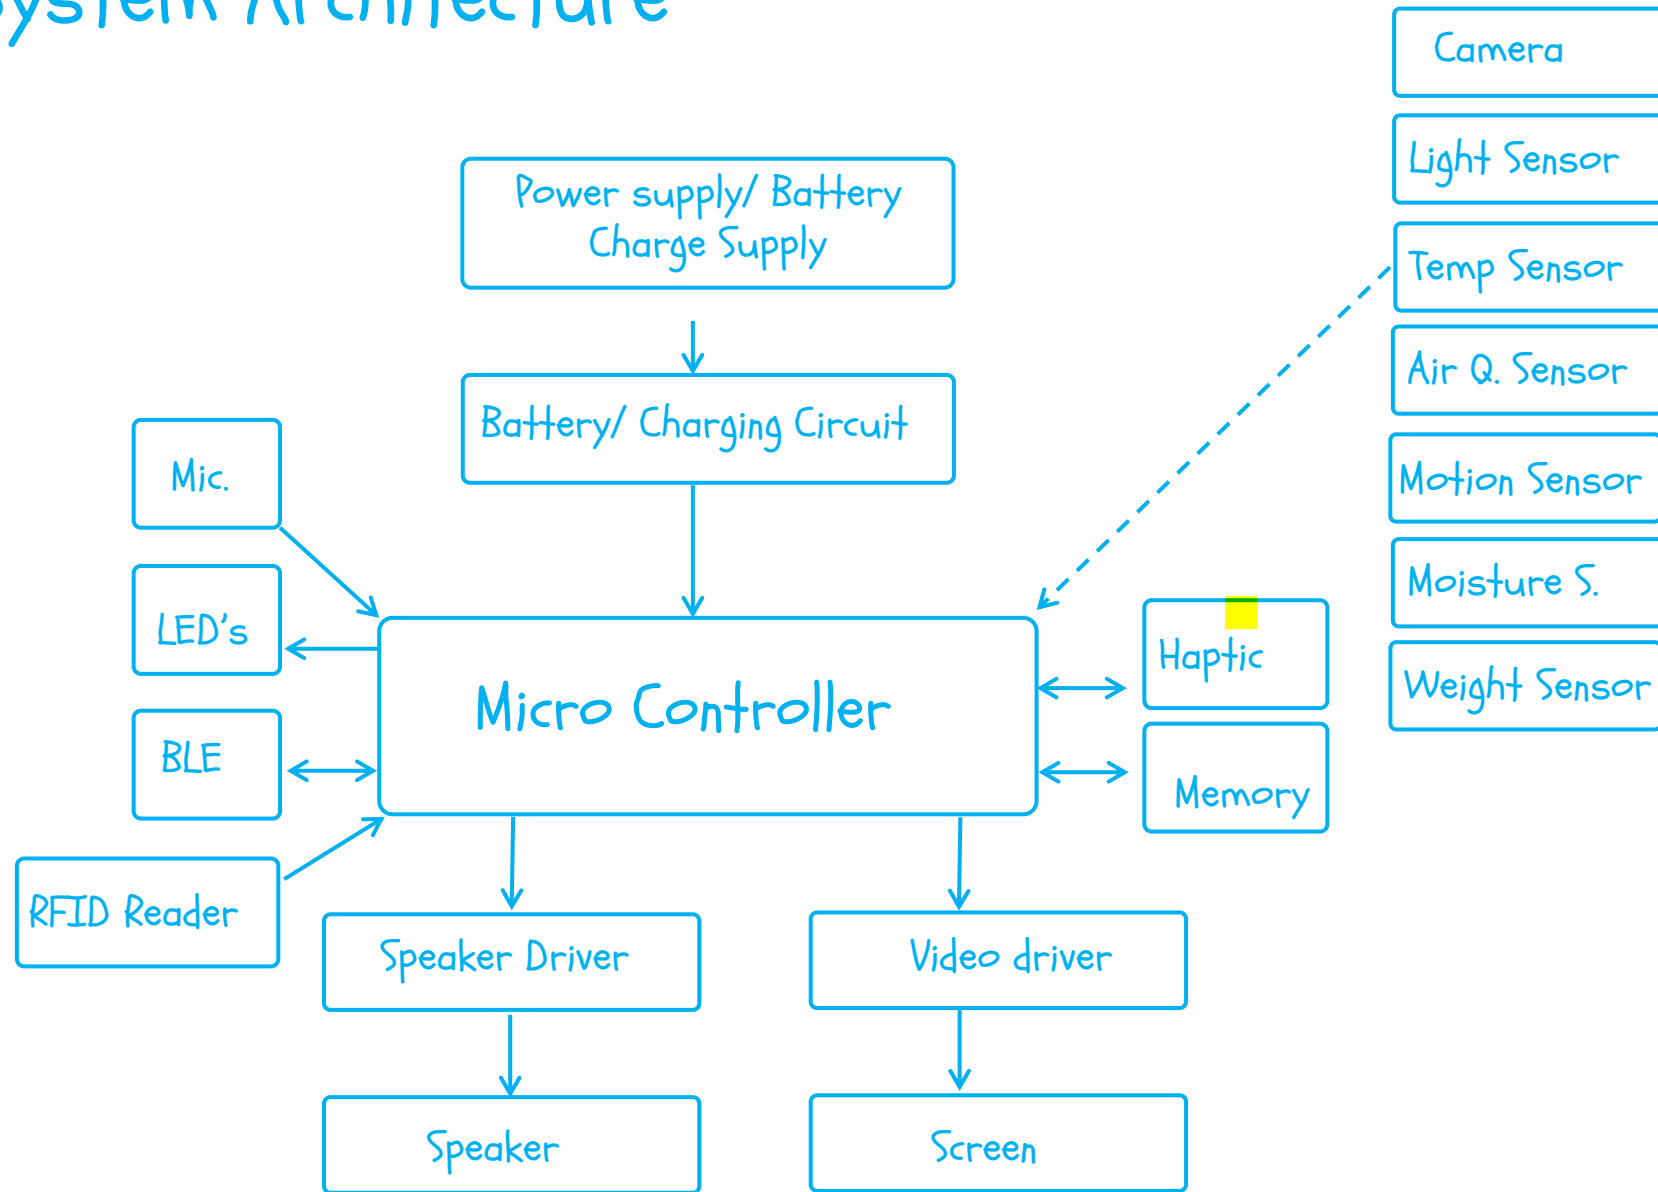 ystem Architecture
Camera
Light Sensor
Power supply/ Battery
Charge Supply
Temp Sensor
Air Q. Sensor
Battery/ Charging Circuit
Mic.
Motion Sensor
Moisture S.
LED's
Haptic
Weight Sensor
Micro Controller
BLE
Memory
RFID Reader
Speaker Driver
Video driver
Speaker
Screen